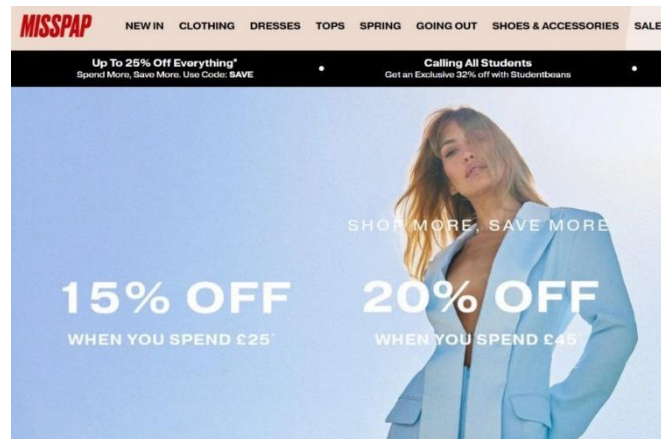 MISSPAP
NEW IN CLOTHING DRESSES TOPS SPRING GOING OUT SHOES & ACCESSORIES SALE
Up To 25% Off Everything*
Spend More, Save More. Use Code: SAVE
Calling All Students
Get an Exclusive 32% off with Studentbeans
SHOP MORE, SAVE MORE
15% OFF
WHEN YOU SPEND £25*
20% OFF
WHEN YOU SPEND £45*